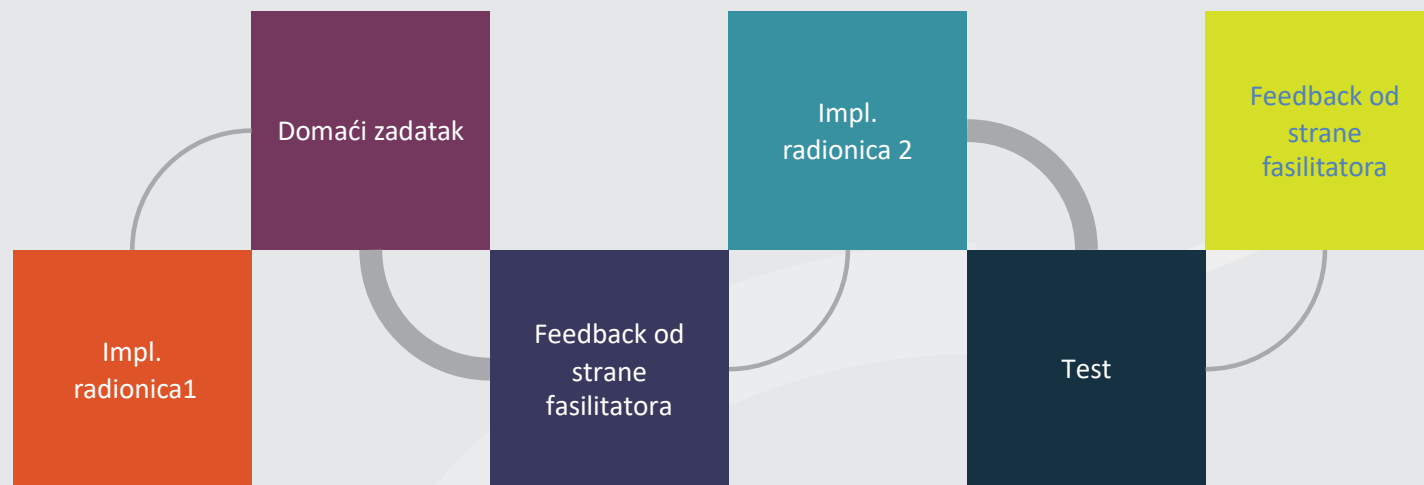 Impl.
radionica1
Domaći zadatak
Feedback od
strane
fasilitatora
Impl.
radionica 2
Test
Feedback od
strane
fasilitatora